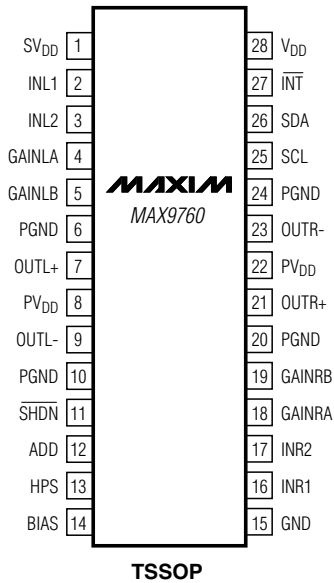 SVDD 1
INL1 2
INL2 3
GAINLA 4
GAINLB 5
PGND 6
OUTL+ 7
PVDD 8
OUTL- 9
PGND 10
SHDN 11
ADD 12
HPS 13
BIAS 14
MAXIM
MAX9760
28 VDD
27 INT
26 SDA
25 SCL
24 PGND
23 OUTR-
22 PVDD
21 OUTR+
20 PGND
19 GAINRB
18 GAINRA
17 INR2
16 INR1
15 GND
TSSOP